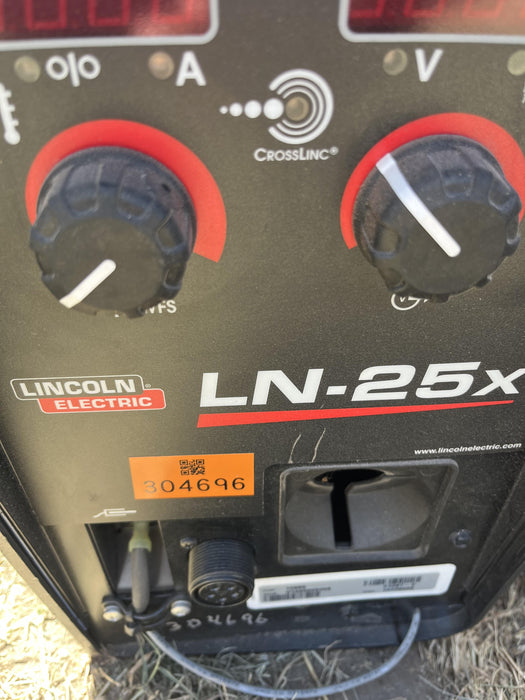 A
V
CROSSLINC®
WFS
LINCOLN®
ELECTRIC
LN-25x
www.lincolnelectric.com
304696
304696